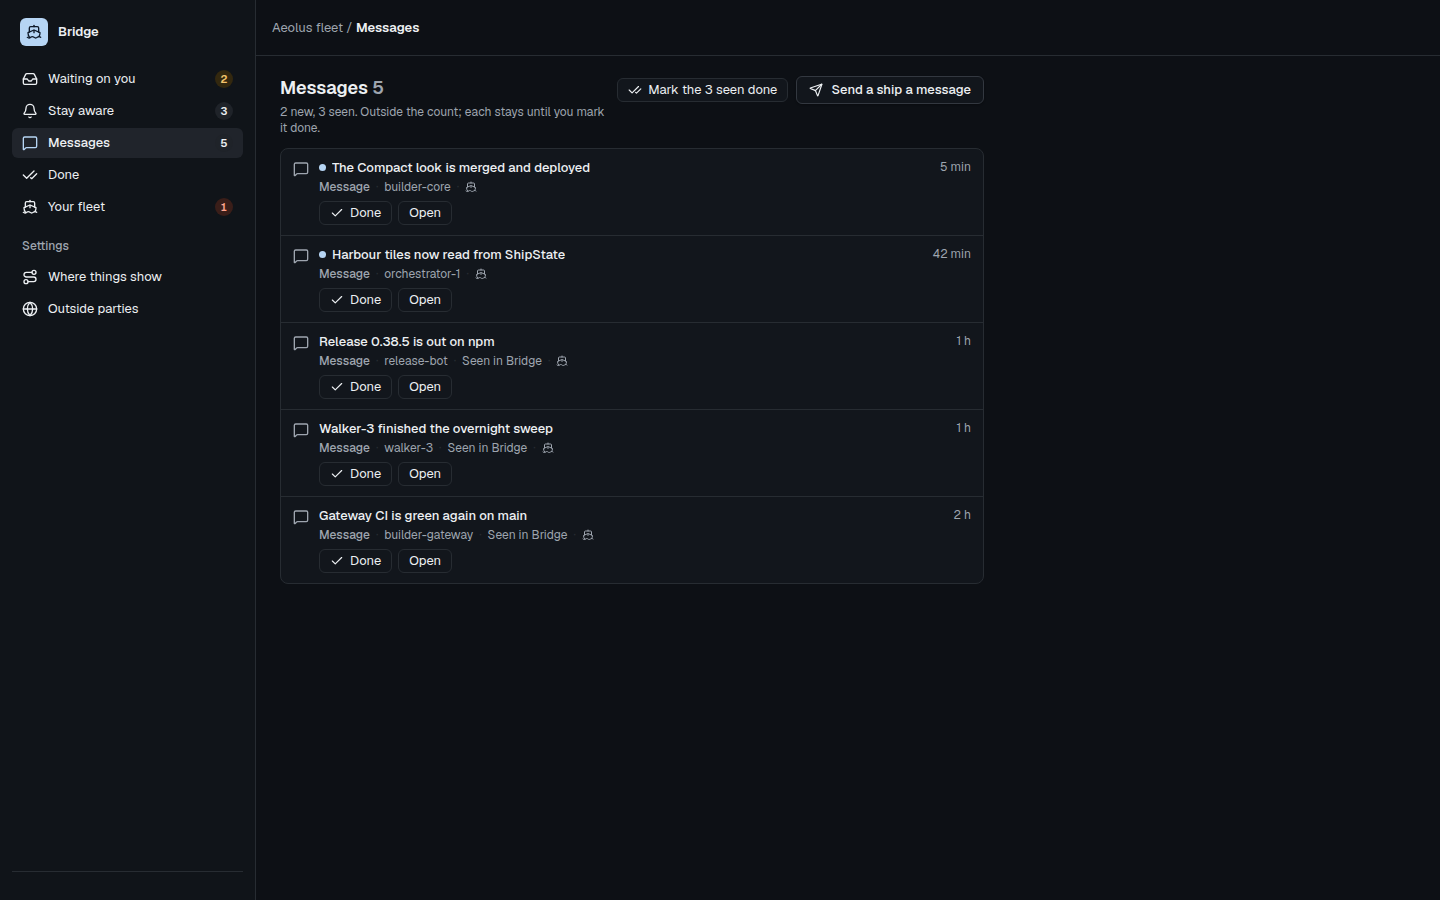 Bridge
Waiting on you 2
Stay aware 3
Messages 5
Done
Your fleet 1
Settings
Where things show
Outside parties
Aeolus fleet / Messages
Messages 5
Mark the 3 seen done
Send a ship a message
2 new, 3 seen. Outside the count; each stays until you mark
it done.
The Compact look is merged and deployed 5 min
Message · builder-core ·
Done Open
Harbour tiles now read from ShipState 42 min
Message · orchestrator-1 ·
Done Open
Release 0.38.5 is out on npm 1 h
Message · release-bot · Seen in Bridge ·
Done Open
Walker-3 finished the overnight sweep 1 h
Message · walker-3 · Seen in Bridge ·
Done Open
Gateway CI is green again on main 2 h
Message · builder-gateway · Seen in Bridge ·
Done Open